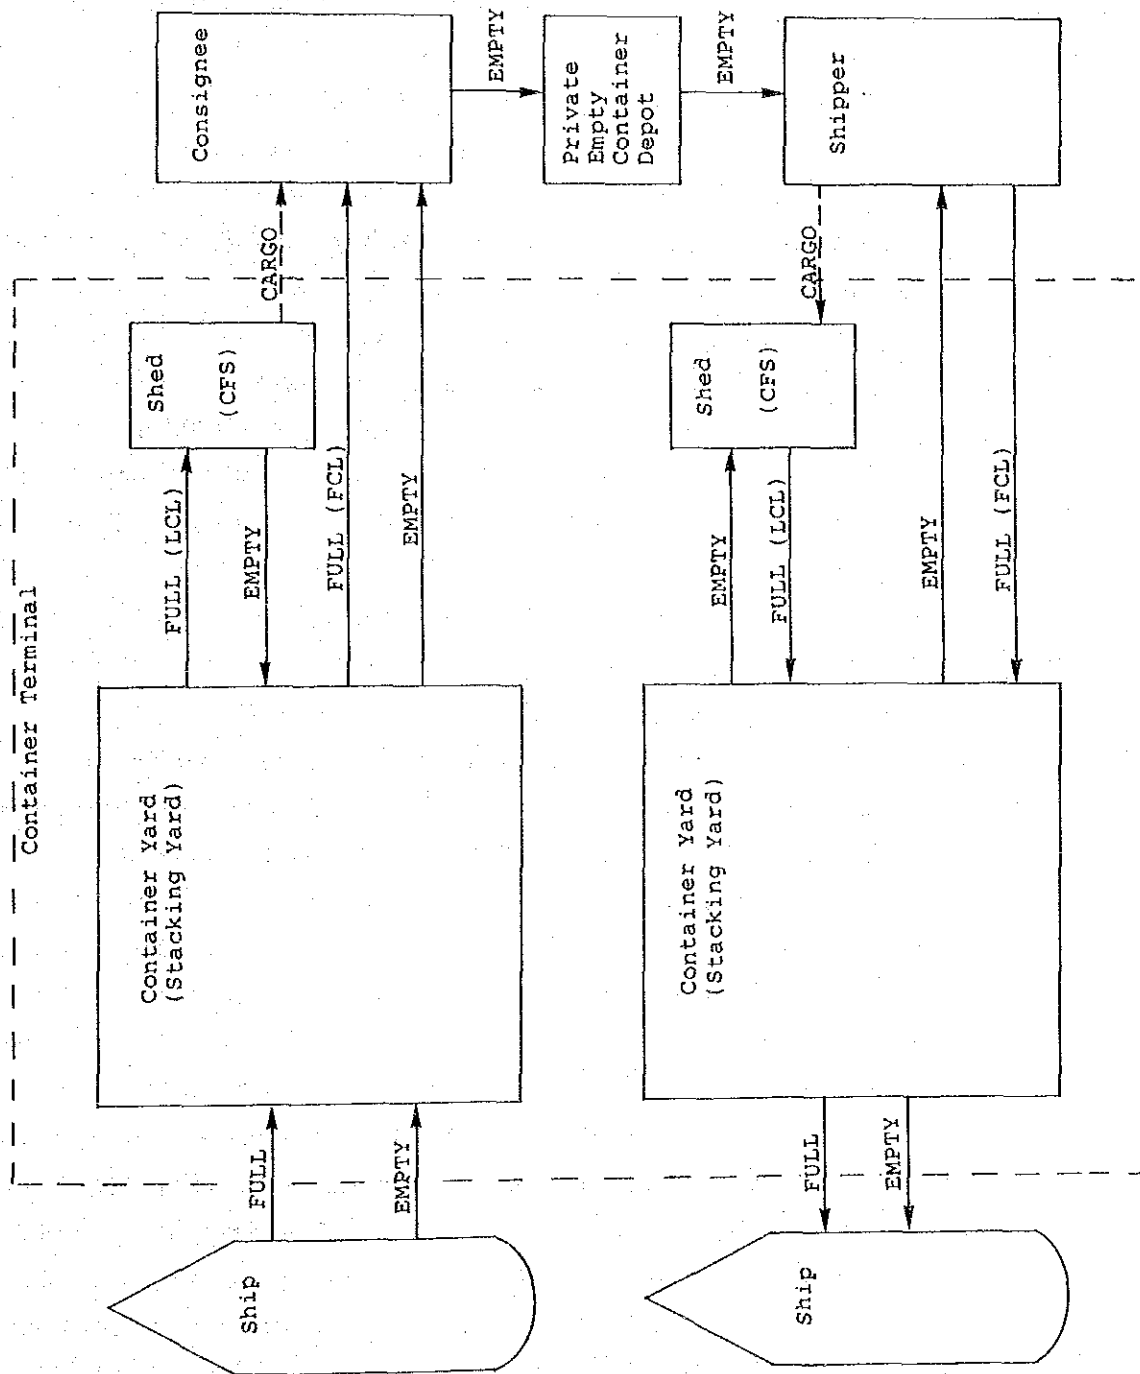 Container Terminal
Ship
FULL
EMPTY
Container Yard
(Stacking Yard)
FULL (LCL)
EMPTY
FULL (FCL)
EMPTY
Shed
(CFS)
CARGO
Consignee
EMPTY
Private
Empty
Container
Depot
EMPTY
Shipper
CARGO
Shed
(CFS)
EMPTY
FULL (LCL)
EMPTY
FULL (FCL)
Container Yard
(Stacking Yard)
FULL
EMPTY
Ship